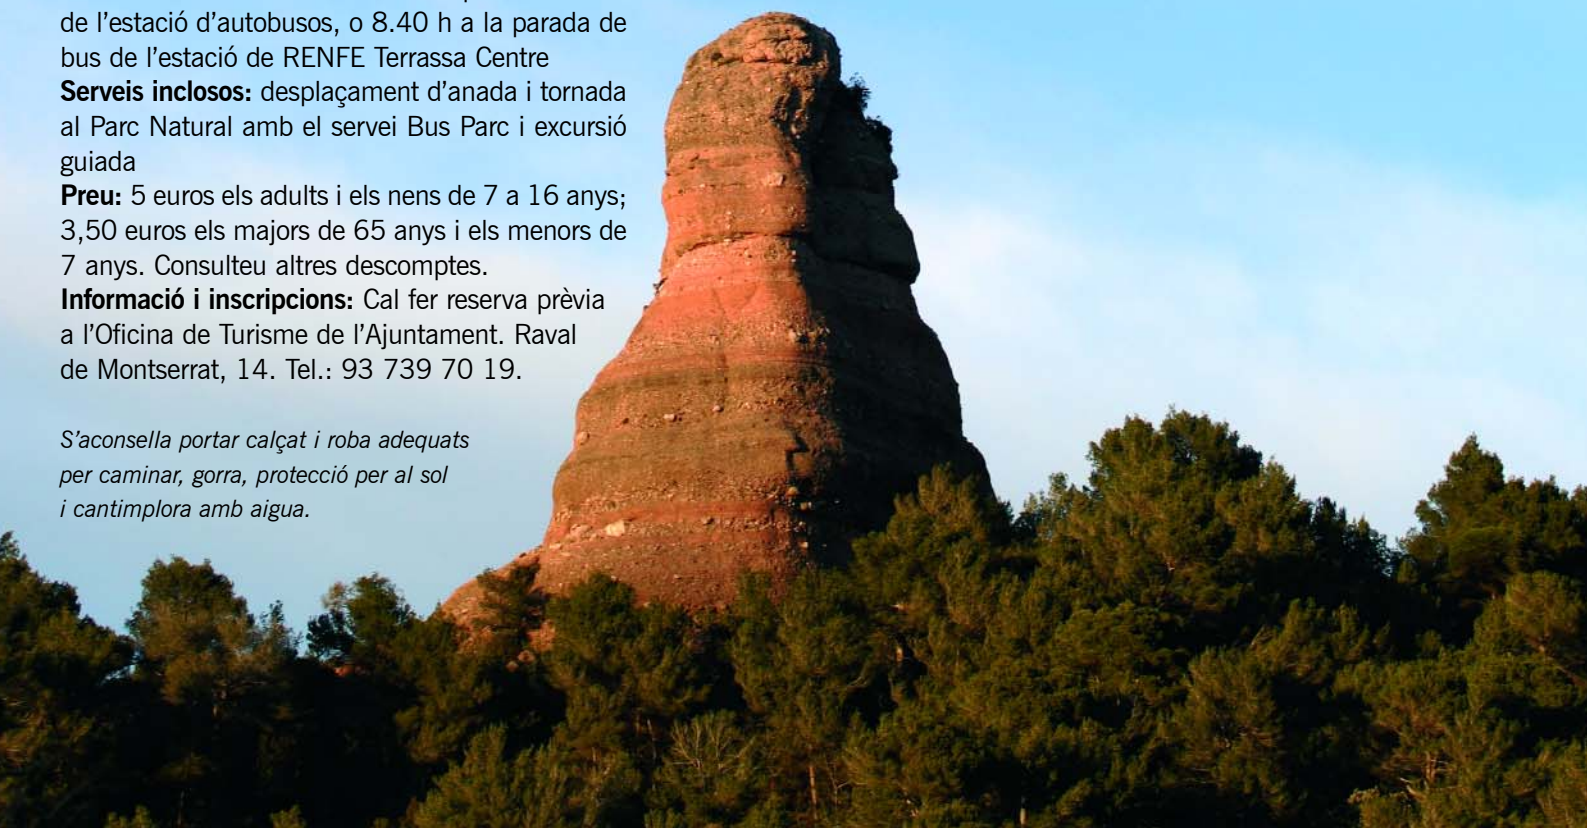 de l’estació d’autobusos, o 8.40 h a la parada de
bus de l’estació de RENFE Terrassa Centre
Serveis inclosos: desplaçament d’anada i tornada
al Parc Natural amb el servei Bus Parc i excursió
guiada
Preu: 5 euros els adults i els nens de 7 a 16 anys;
3,50 euros els majors de 65 anys i els menors de
7 anys. Consulteu altres descomptes.
Informació i inscripcions: Cal fer reserva prèvia
a l’Oficina de Turisme de l’Ajuntament. Raval
de Montserrat, 14. Tel.: 93 739 70 19.
S’aconsella portar calçat i roba adequats
per caminar, gorra, protecció per al sol
i cantimplora amb aigua.